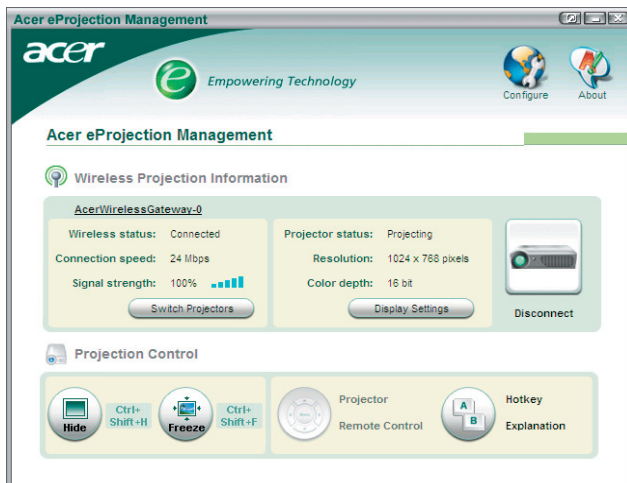 Acer eProjection Management
acer
e Empowering Technology
Configure
About
Acer eProjection Management
Wireless Projection Information
AcerWirelessGateway-0
Wireless status: Connected
Connection speed: 24 Mbps
Signal strength: 100%
Switch Projectors
Projector status: Projecting
Resolution: 1024 x 768 pixels
Color depth: 16 bit
Display Settings
Disconnect
Projection Control
Hide
Ctrl+
Shift+H
Freeze
Ctrl+
Shift+F
Projector
Remote Control
A
B
Hotkey
Explanation